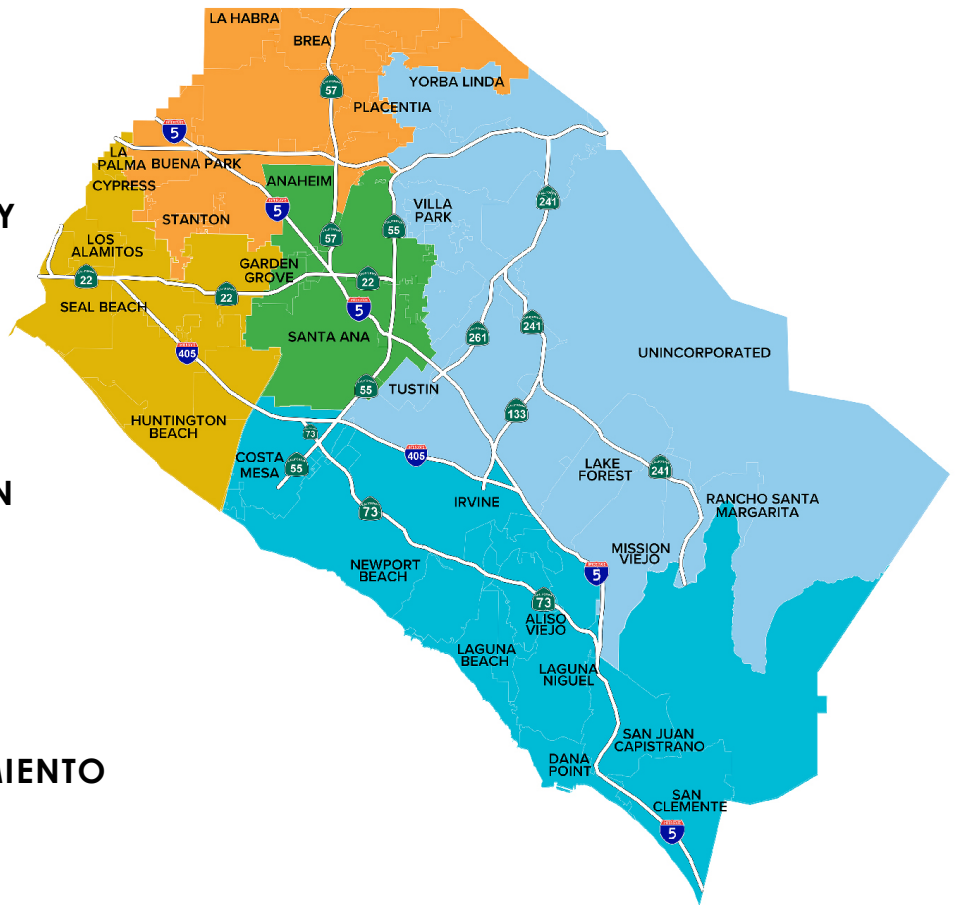 LA HABRA
BREA
57
YORBA LINDA
PLACENTIA
5
LA
PALMA
BUENA PARK
CYPRESS
ANAHEIM
241
Y
STANTON
5
VILLA
PARK
55
57
LOS
ALAMITOS
GARDEN
GROVE
22
22
22
SEAL BEACH
5
241
SANTA ANA
261
UNINCORPORATED
405
55
TUSTIN
133
HUNTINGTON
BEACH
73
COSTA
MESA
55
405
LAKE
FOREST
241
N
IRVINE
RANCHO SANTA
MARGARITA
73
MISSION
VIEJO
NEWPORT
BEACH
5
73
ALISO
VIEJO
LAGUNA
BEACH
LAGUNA
NIGUEL
SAN JUAN
CAPISTRANO
MIENTO
DANA
POINT
SAN
CLEMENTE
5